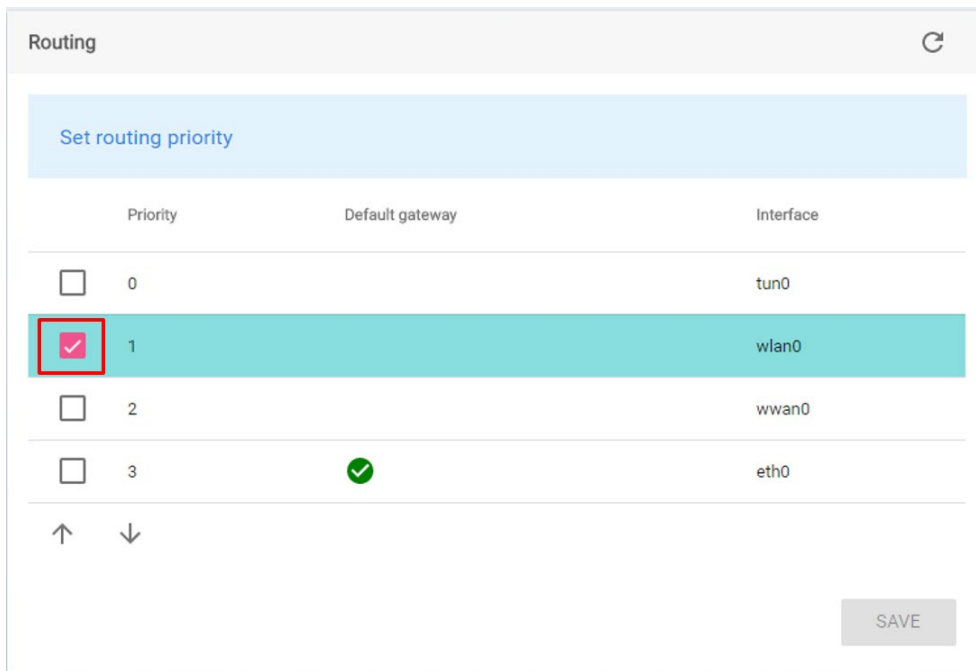 Routing
Set routing priority
Priority Default gateway Interface
0 tun0
1 wlan0
2 wwan0
3 eth0
SAVE